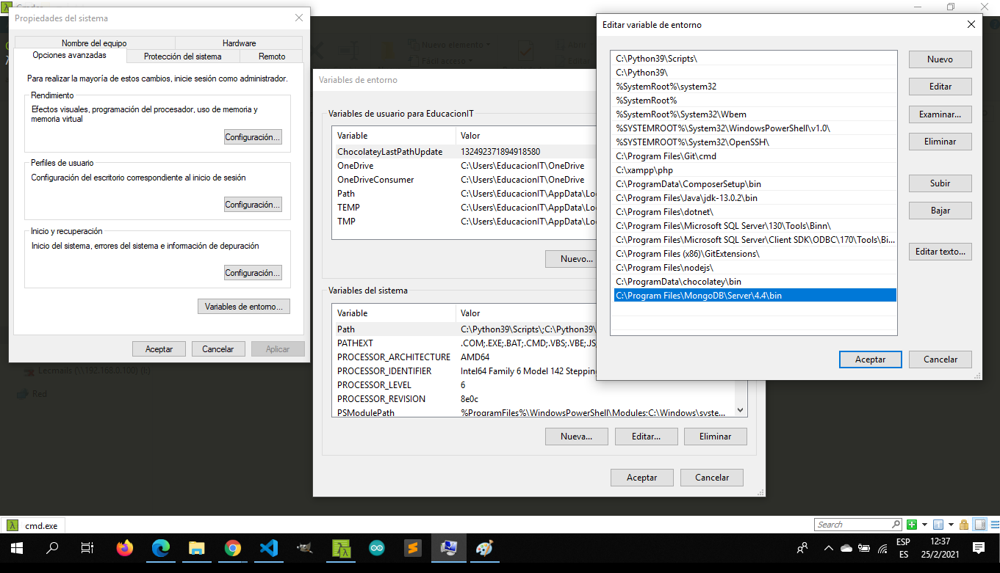 Cmder
Propiedades del sistema
Nombre del equipo
Hardware
Opciones avanzadas
Protección del sistema
Remoto
Para realizar la mayoría de estos cambios, inicie sesión como administrador.
Rendimiento
Efectos visuales, programación del procesador, uso de memoria y
memoria virtual
Configuración...
Perfiles de usuario
Configuración del escritorio correspondiente al inicio de sesión
Configuración...
Inicio y recuperación
Inicio del sistema, errores del sistema e información de depuración
Configuración...
Variables de entorno...
Aceptar
Cancelar
Aplicar
Lecmails (\\192.168.0.100) (I:)
Red
Nuevo elemento
Fácil acceso
Abrir
Editar
Variables de entorno
Variables de usuario para EducacionIT
Variable Valor
ChocolateyLastPathUpdate 132492371894918580
OneDrive C:\Users\EducacionIT\OneDrive
OneDriveConsumer C:\Users\EducacionIT\OneDrive
Path C:\Users\EducacionIT\AppData\Loc
TEMP C:\Users\EducacionIT\AppData\Loc
TMP C:\Users\EducacionIT\AppData\Loc
Nuevo...
Variables del sistema
Variable Valor
Path C:\Python39\Scripts\;C:\Python39\
PATHEXT .COM;.EXE;.BAT;.CMD;.VBS;.VBE;.JS
PROCESSOR_ARCHITECTURE AMD64
PROCESSOR_IDENTIFIER Intel64 Family 6 Model 142 Stepping
PROCESSOR_LEVEL 6
PROCESSOR_REVISION 8e0c
PSModulePath %ProgramFiles%\WindowsPowerShell\Modules;C:\Windows\syste...
Nueva...
Editar...
Eliminar
Aceptar
Cancelar
Editar variable de entorno
C:\Python39\Scripts\
C:\Python39\
%SystemRoot%\system32
%SystemRoot%
%SystemRoot%\System32\Wbem
%SYSTEMROOT%\System32\WindowsPowerShell\v1.0\
%SYSTEMROOT%\System32\OpenSSH\
C:\Program Files\Git\cmd
C:\xampp\php
C:\ProgramData\ComposerSetup\bin
C:\Program Files\Java\jdk-13.0.2\bin
C:\Program Files\dotnet\
C:\Program Files\Microsoft SQL Server\130\Tools\Binn\
C:\Program Files\Microsoft SQL Server\Client SDK\ODBC\170\Tools\Bi...
C:\Program Files (x86)\GitExtensions\
C:\Program Files\nodejs\
C:\ProgramData\chocolatey\bin
C:\Program Files\MongoDB\Server\4.4\bin
Nuevo
Editar
Examinar...
Eliminar
Subir
Bajar
Editar texto...
Aceptar
Cancelar
cmd.exe
Search
ESP
ES
12:37
25/2/2021